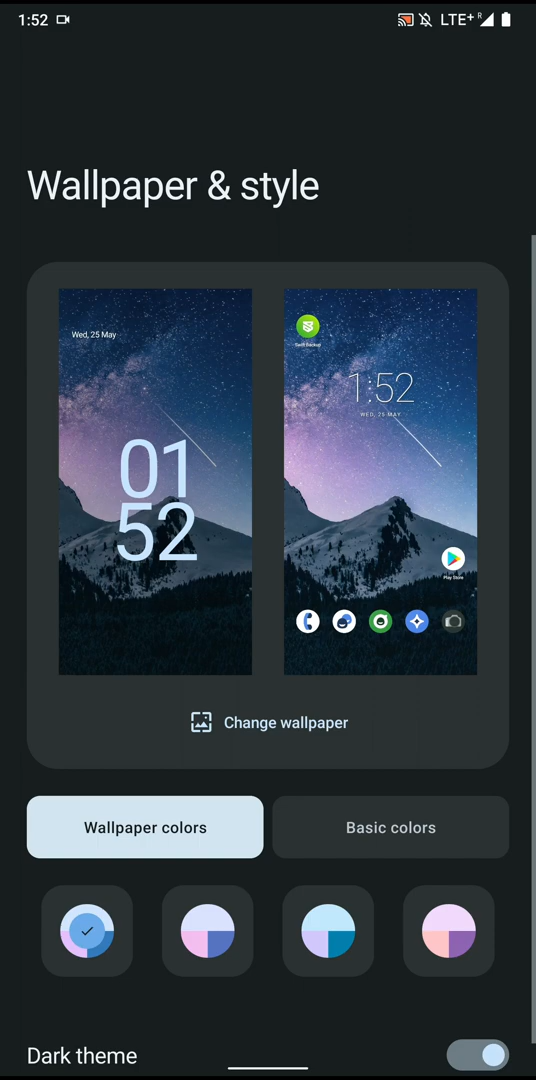 1:52
LTE+ R
Wallpaper & style
Wed, 25 May
01
52
Swift Backup
1:52
WED, 25 MAY
Play Store
Change wallpaper
Wallpaper colors
Basic colors
Dark theme